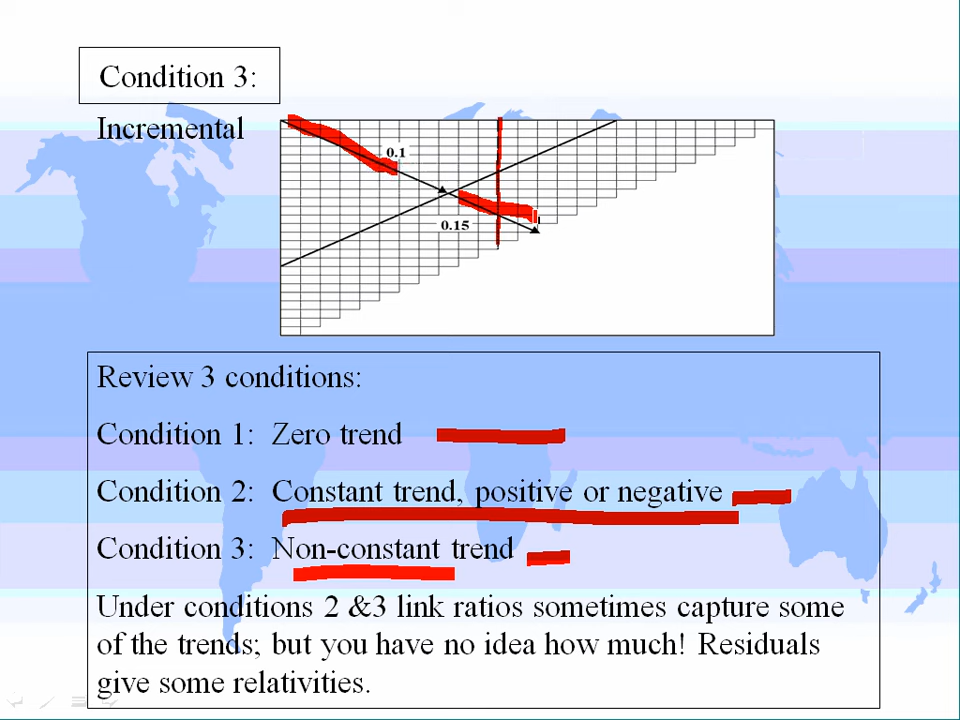 Condition 3:
Incremental
0.1
0.15
Review 3 conditions:
Condition 1: Zero trend
Condition 2: Constant trend, positive or negative
Condition 3: Non-constant trend
Under conditions 2 &3 link ratios sometimes capture some
of the trends; but you have no idea how much! Residuals
give some relativities.